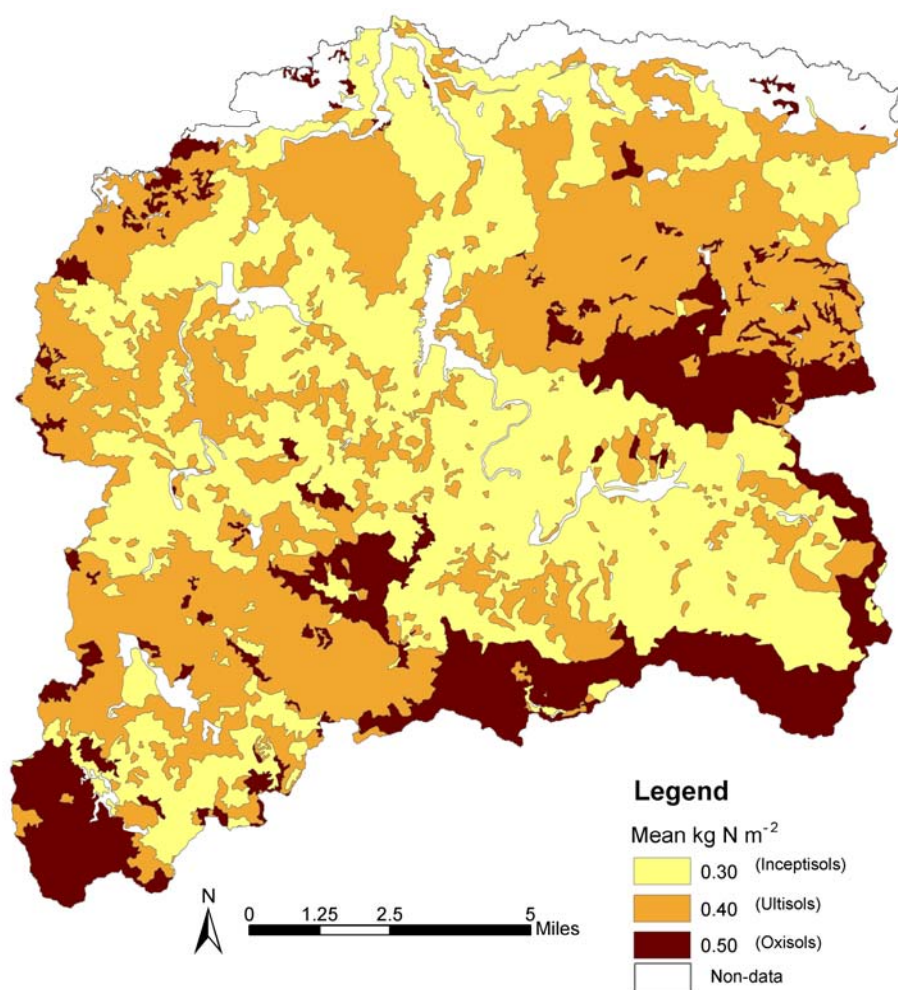 Legend
Mean kg N m⁻²
0.30 (Inceptisols)
0.40 (Ultisols)
0.50 (Oxisols)
Non-data
N
0 1.25 2.5 5
Miles